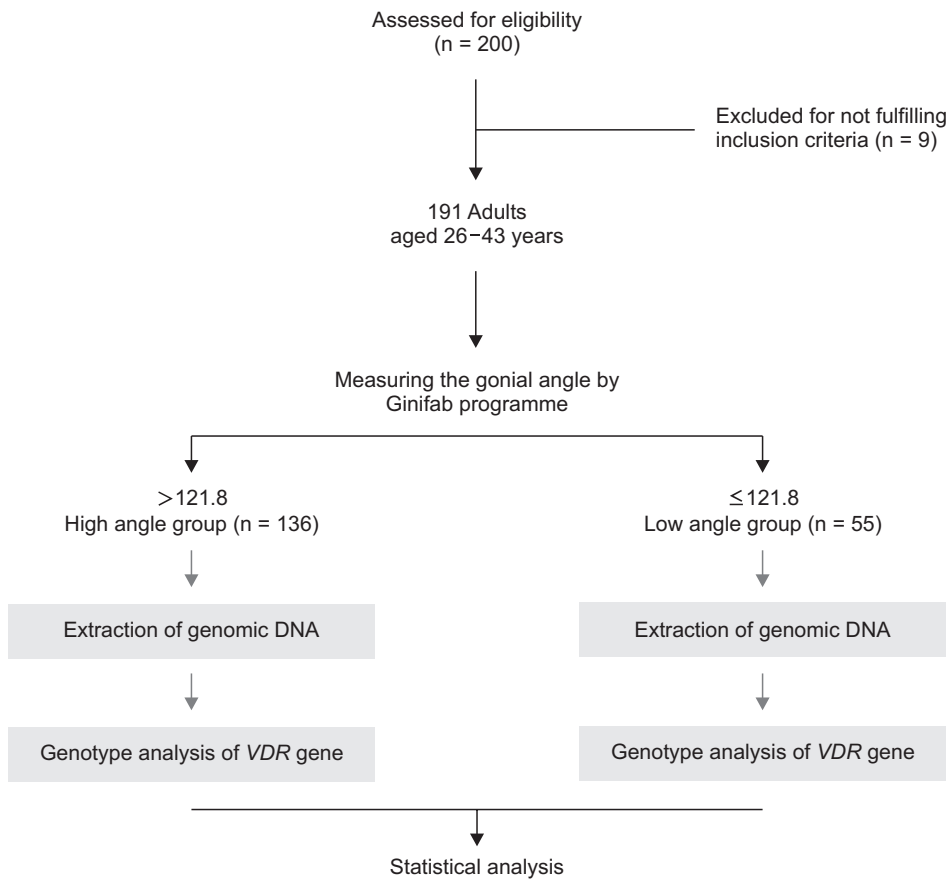 Assessed for eligibility
(n = 200)
Excluded for not fulfilling
inclusion criteria (n = 9)
191 Adults
aged 26−43 years
Measuring the gonial angle by
Ginifab programme
>121.8
High angle group (n = 136)
≤121.8
Low angle group (n = 55)
Extraction of genomic DNA
Extraction of genomic DNA
Genotype analysis of VDR gene
Genotype analysis of VDR gene
Statistical analysis